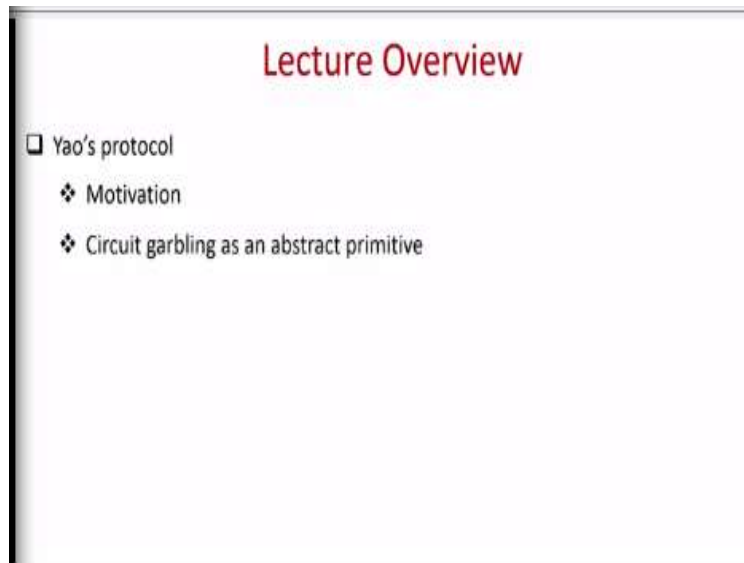 Lecture Overview
Yao's protocol
Motivation
Circuit garbling as an abstract primitive